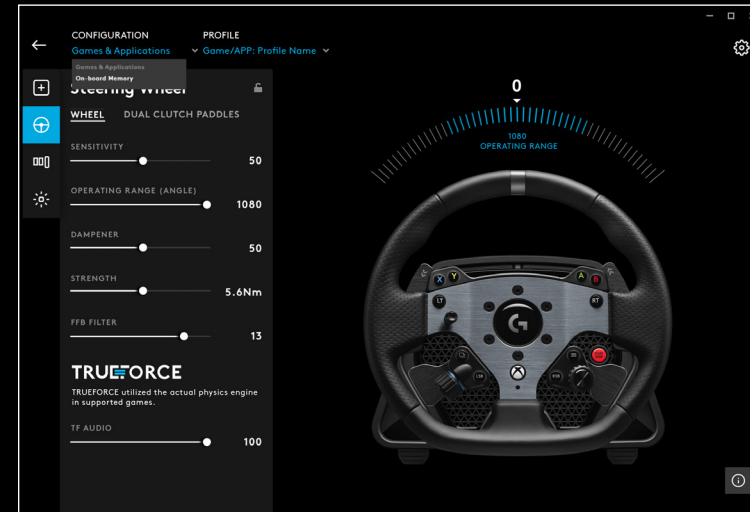 CONFIGURATION
PROFILE
Games & Applications
Game/APP: Profile Name
Games & Applications
On-board Memory
Steering Wheel
WHEEL
DUAL CLUTCH PADDLES
SENSITIVITY
50
OPERATING RANGE (ANGLE)
1080
DAMPENER
50
STRENGTH
5.6Nm
FFB FILTER
13
TRUEFORCE
TRUEFORCE utilized the actual physics engine
in supported games.
TF AUDIO
100
0
1080
OPERATING RANGE
X
Y
A
B
LT
RT
G
LSB
RSB